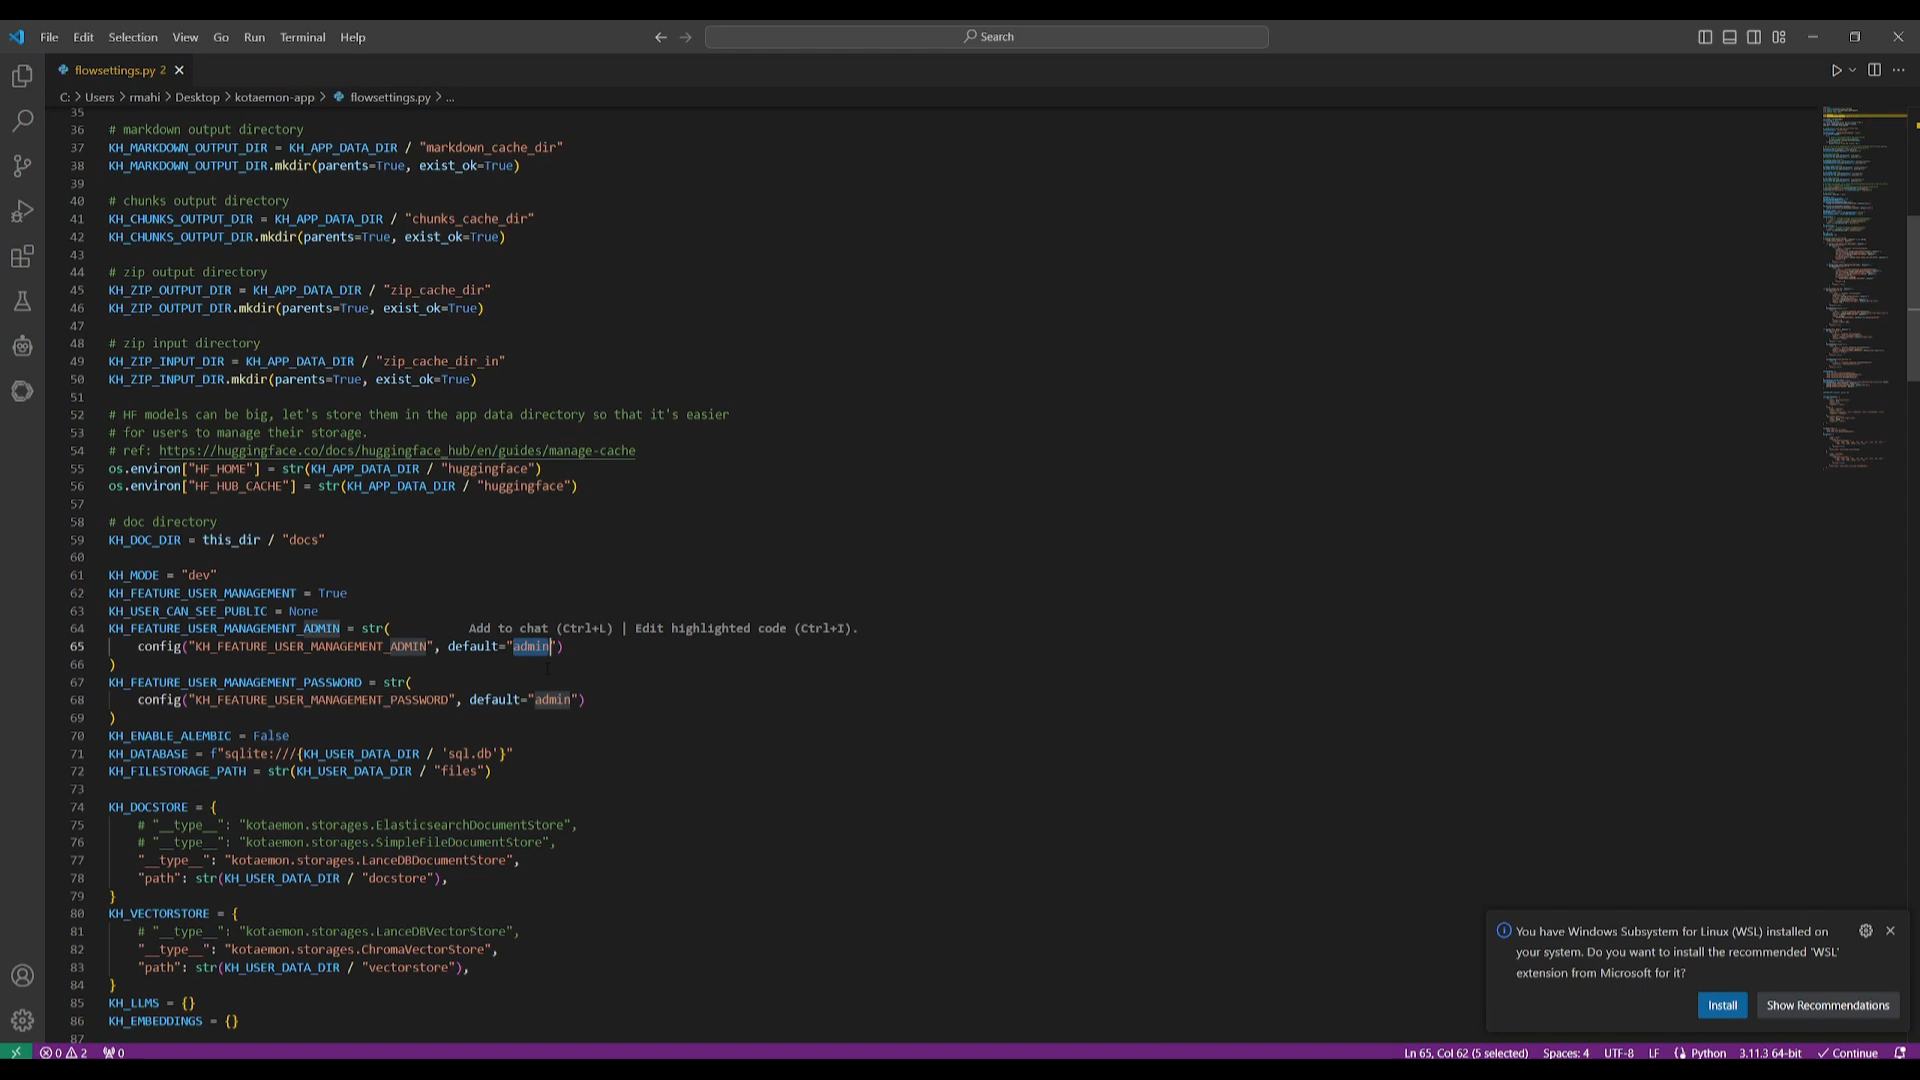 File Edit Selection View Go Run Terminal Help
Search
flowsettings.py 2
C: > Users > rmahi > Desktop > kotaemon-app > flowsettings.py > ...
35
36 # markdown output directory
37 KH_MARKDOWN_OUTPUT_DIR = KH_APP_DATA_DIR / "markdown_cache_dir"
38 KH_MARKDOWN_OUTPUT_DIR.mkdir(parents=True, exist_ok=True)
39
40 # chunks output directory
41 KH_CHUNKS_OUTPUT_DIR = KH_APP_DATA_DIR / "chunks_cache_dir"
42 KH_CHUNKS_OUTPUT_DIR.mkdir(parents=True, exist_ok=True)
43
44 # zip output directory
45 KH_ZIP_OUTPUT_DIR = KH_APP_DATA_DIR / "zip_cache_dir"
46 KH_ZIP_OUTPUT_DIR.mkdir(parents=True, exist_ok=True)
47
48 # zip input directory
49 KH_ZIP_INPUT_DIR = KH_APP_DATA_DIR / "zip_cache_dir_in"
50 KH_ZIP_INPUT_DIR.mkdir(parents=True, exist_ok=True)
51
52 # HF models can be big, let's store them in the app data directory so that it's easier
53 # for users to manage their storage.
54 # ref: https://huggingface.co/docs/huggingface_hub/en/guides/manage-cache
55 os.environ["HF_HOME"] = str(KH_APP_DATA_DIR / "huggingface")
56 os.environ["HF_HUB_CACHE"] = str(KH_APP_DATA_DIR / "huggingface")
57
58 # doc directory
59 KH_DOC_DIR = this_dir / "docs"
60
61 KH_MODE = "dev"
62 KH_FEATURE_USER_MANAGEMENT = True
63 KH_USER_CAN_SEE_PUBLIC = None
64 KH_FEATURE_USER_MANAGEMENT_ADMIN = str( Add to chat (Ctrl+L) | Edit highlighted code (Ctrl+I).
65 config("KH_FEATURE_USER_MANAGEMENT_ADMIN", default="admin")
66 )
67 KH_FEATURE_USER_MANAGEMENT_PASSWORD = str(
68 config("KH_FEATURE_USER_MANAGEMENT_PASSWORD", default="admin")
69 )
70 KH_ENABLE_ALEMBIC = False
71 KH_DATABASE = f"sqlite:///{KH_USER_DATA_DIR / 'sql.db'}"
72 KH_FILESTORAGE_PATH = str(KH_USER_DATA_DIR / "files")
73
74 KH_DOCSTORE = {
75 # "__type__": "kotaemon.storages.ElasticsearchDocumentStore",
76 # "__type__": "kotaemon.storages.SimpleFileDocumentStore",
77 "__type__": "kotaemon.storages.LanceDBDocumentStore",
78 "path": str(KH_USER_DATA_DIR / "docstore"),
79 }
80 KH_VECTORSTORE = {
81 # "__type__": "kotaemon.storages.LanceDBVectorStore",
82 "__type__": "kotaemon.storages.ChromaVectorStore",
83 "path": str(KH_USER_DATA_DIR / "vectorstore"),
84 }
85 KH_LLMS = {}
86 KH_EMBEDDINGS = {}
87
You have Windows Subsystem for Linux (WSL) installed on
your system. Do you want to install the recommended 'WSL'
extension from Microsoft for it?
Install Show Recommendations
0 2 0 Ln 65, Col 62 (5 selected) Spaces: 4 UTF-8 LF Python 3.11.3 64-bit Continue